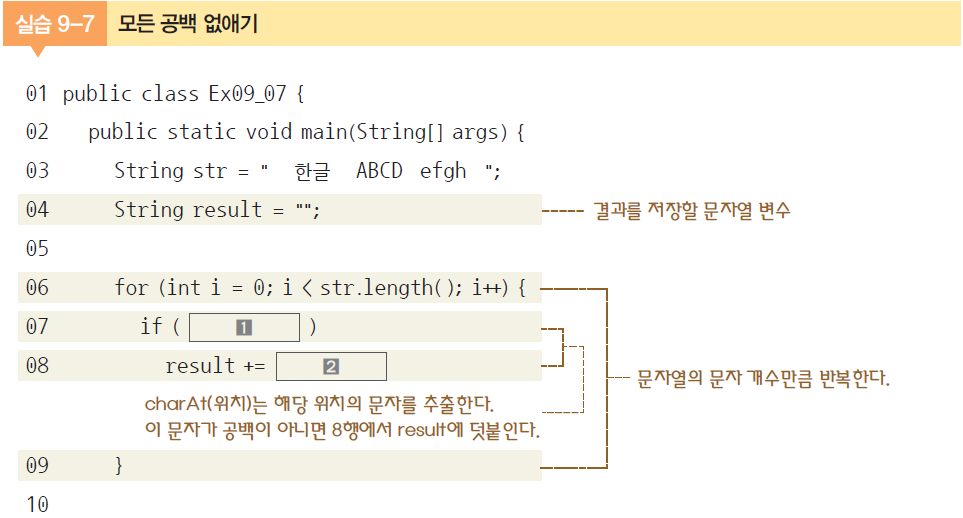 실습 9-7 모든 공백 없애기
01 public class Ex09_07 {
02 public static void main(String[] args) {
03 String str = " 한글 ABCD efgh ";
04 String result = ""; 결과를 저장할 문자열 변수
05
06 for (int i = 0; i < str.length(); i++) {
07 if ( 1 )
08 result += 2
문자열의 문자 개수만큼 반복한다.
charAt(위치)는 해당 위치의 문자를 추출한다.
이 문자가 공백이 아니면 8행에서 result에 덧붙인다.
09 }
10